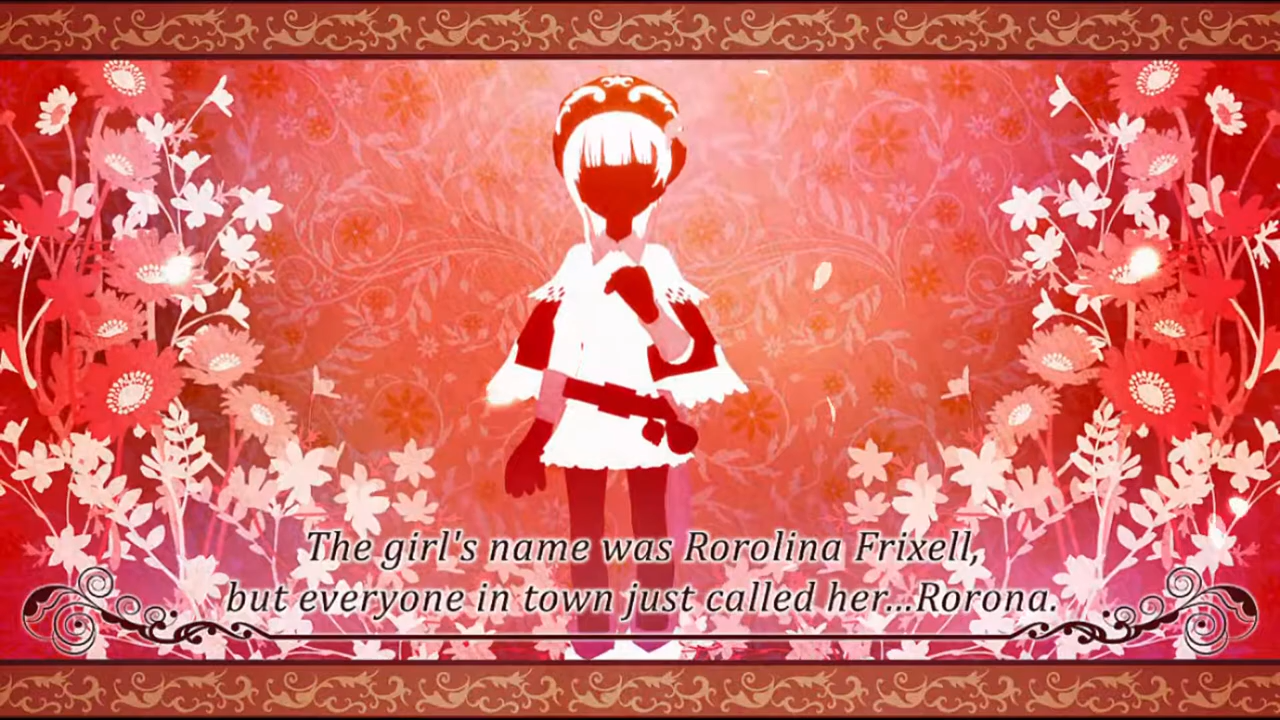 The girl's name was Rorolina Frixell,
but everyone in town just called her...Rorona.